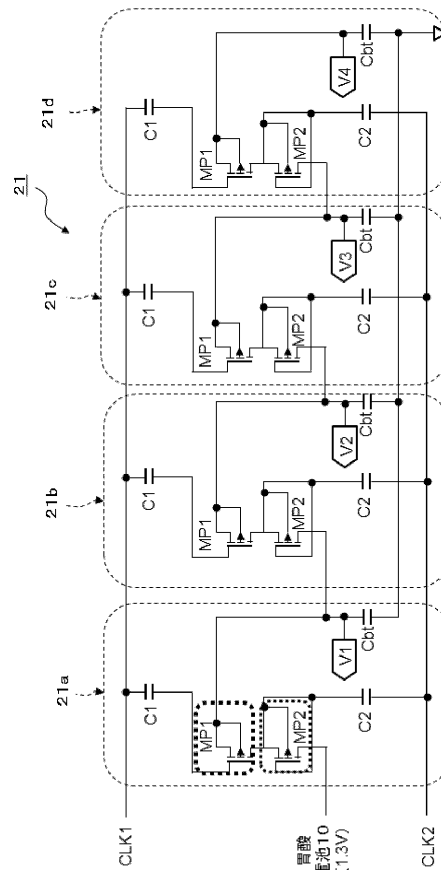 21
21a
21b
21c
21d
CLK1
C1
C1
C1
C1
MP1
MP1
MP1
MP1
MP2
MP2
MP2
MP2
胃酸
電池10
(1.3V)
V1
V2
V3
V4
Cbt
Cbt
Cbt
Cbt
C2
C2
C2
C2
CLK2